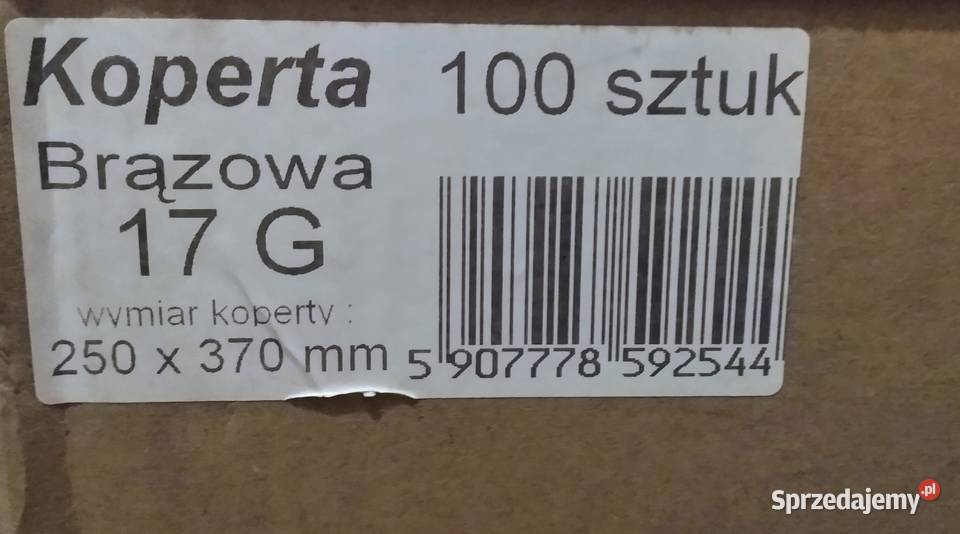 Koperta 100 sztuk
Brązowa
17 G
wymiar koperty :
250 x 370 mm
5 907778 592544
Sprzedajemy.pl